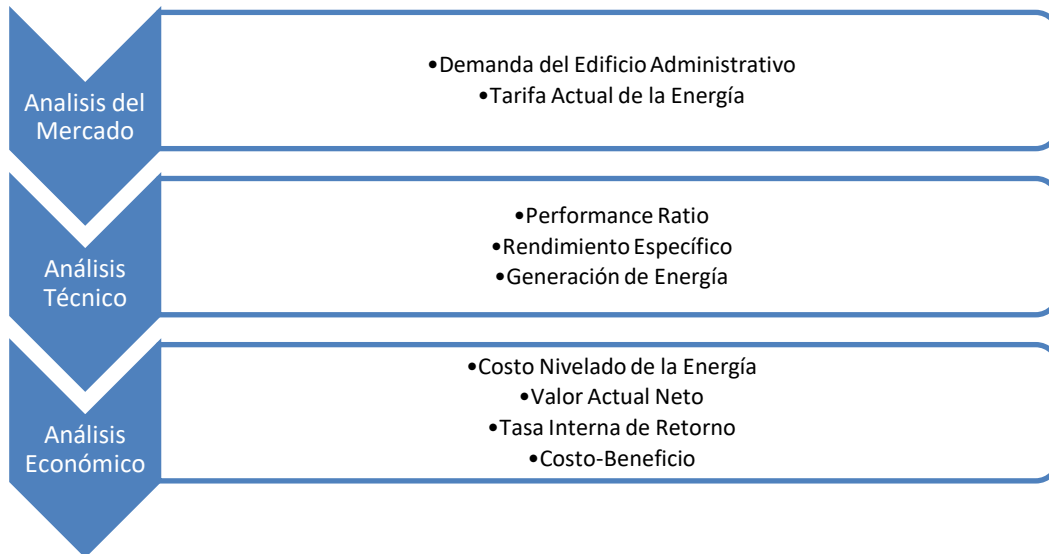 Analisis del
Mercado
•Demanda del Edificio Administrativo
•Tarifa Actual de la Energía
Análisis
Técnico
•Performance Ratio
•Rendimiento Específico
•Generación de Energía
Análisis
Económico
•Costo Nivelado de la Energía
•Valor Actual Neto
•Tasa Interna de Retorno
•Costo-Beneficio